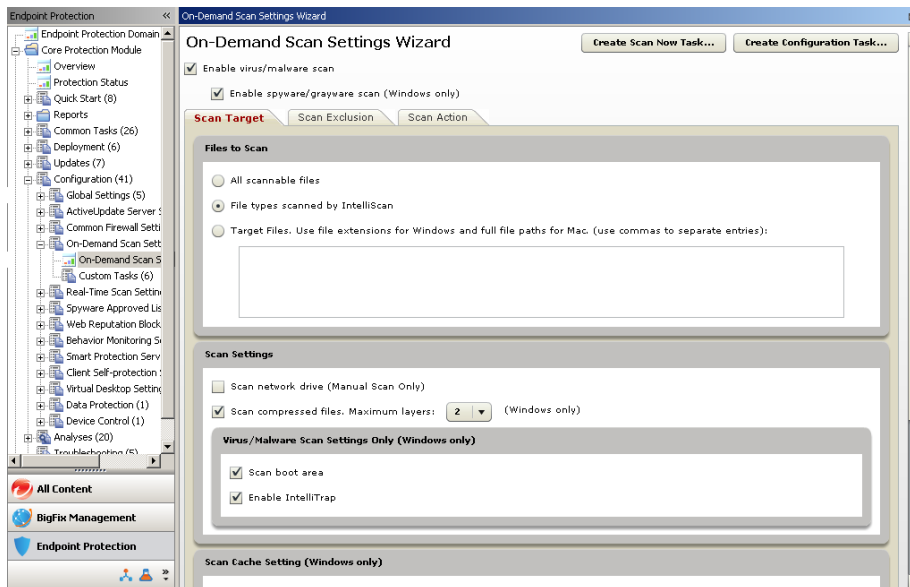 Endpoint Protection
«
On-Demand Scan Settings Wizard
Endpoint Protection Domain
Core Protection Module
Overview
Protection Status
Quick Start (8)
Reports
Common Tasks (26)
Deployment (6)
Updates (7)
Configuration (41)
Global Settings (5)
ActiveUpdate Server S
Common Firewall Setti
On-Demand Scan Sett
On-Demand Scan S
Custom Tasks (6)
Real-Time Scan Settin
Spyware Approved Lis
Web Reputation Block
Behavior Monitoring S
Smart Protection Serv
Client Self-protection
Virtual Desktop Setting
Data Protection (1)
Device Control (1)
Analyses (20)
Troubleshooting (5)
All Content
BigFix Management
Endpoint Protection
»
On-Demand Scan Settings Wizard
Create Scan Now Task...
Create Configuration Task...
Enable virus/malware scan
Enable spyware/grayware scan (Windows only)
Scan Target
Scan Exclusion
Scan Action
Files to Scan
All scannable files
File types scanned by IntelliScan
Target Files. Use file extensions for Windows and full file paths for Mac. (use commas to separate entries):
Scan Settings
Scan network drive (Manual Scan Only)
Scan compressed files. Maximum layers: 2 (Windows only)
Virus/Malware Scan Settings Only (Windows only)
Scan boot area
Enable IntelliTrap
Scan Cache Setting (Windows only)